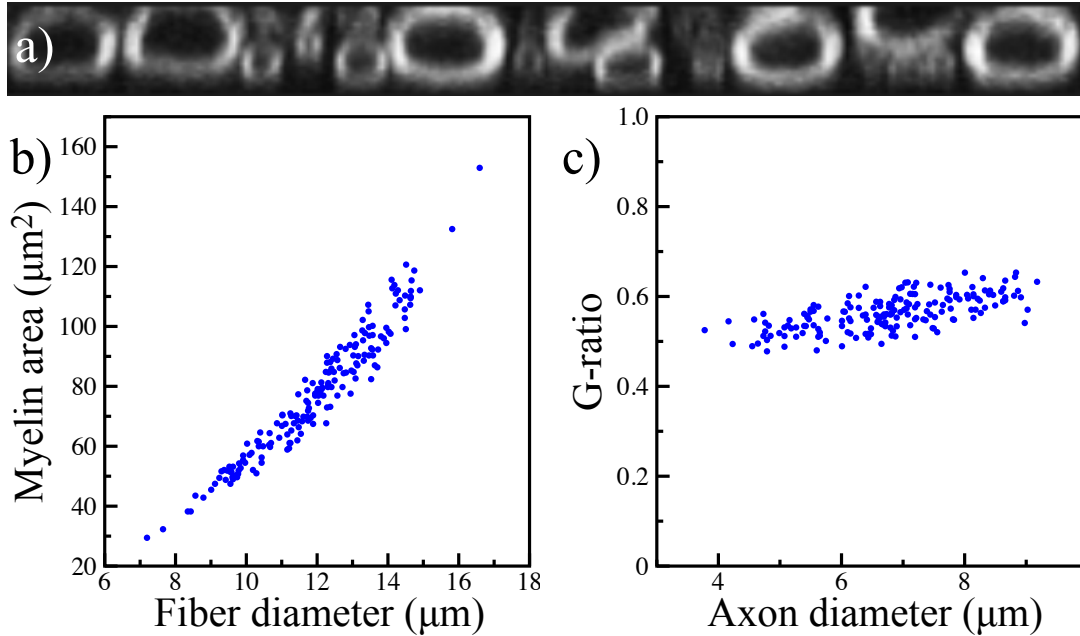 a)
b)
Myelin area (μm²)
160
140
120
100
80
60
40
20
6 8 10 12 14 16 18
Fiber diameter (μm)
c)
G-ratio
1.0
0.8
0.6
0.4
0.2
0
4 6 8
Axon diameter (μm)